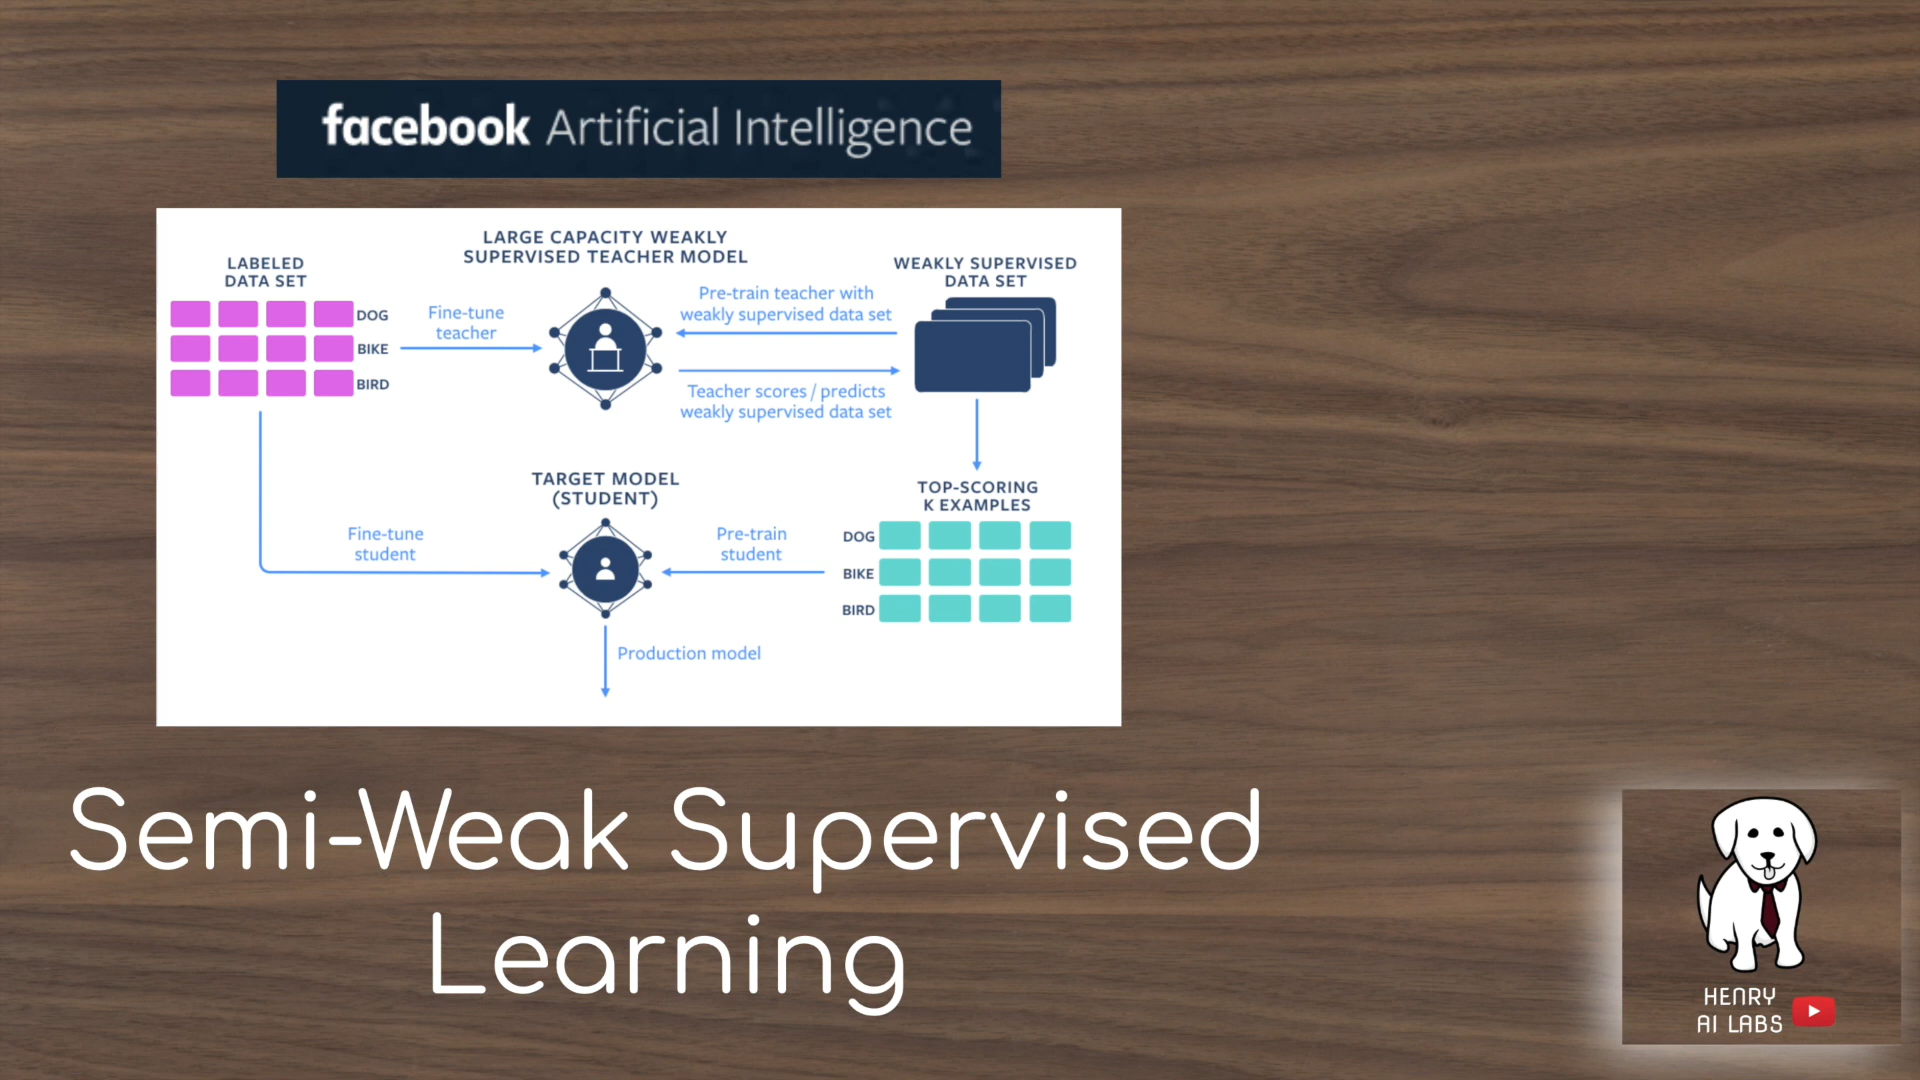 facebook Artificial Intelligence
LARGE CAPACITY WEAKLY
SUPERVISED TEACHER MODEL
LABELED
DATA SET
DOG
BIKE
BIRD
Fine-tune
teacher
Pre-train teacher with
weakly supervised data set
Teacher scores / predicts
weakly supervised data set
WEAKLY SUPERVISED
DATA SET
TARGET MODEL
(STUDENT)
Fine-tune
student
Pre-train
student
TOP-SCORING
K EXAMPLES
DOG
BIKE
BIRD
Production model
Semi-Weak Supervised
Learning
HENRY
AI LABS